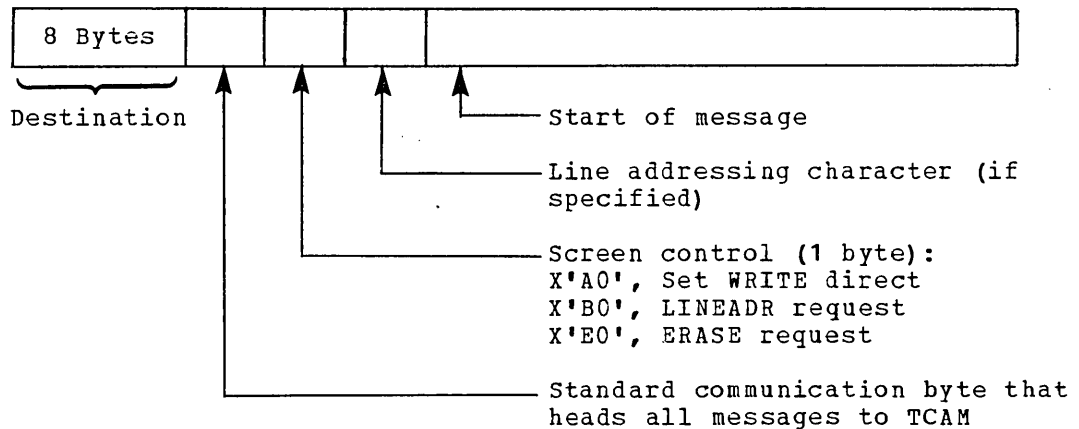 8 Bytes
Destination
Start of message
Line addressing character (if
specified)
Screen control (1 byte):
X'A0', Set WRITE direct
X'B0', LINEADR request
X'E0', ERASE request
Standard communication byte that
heads all messages to TCAM